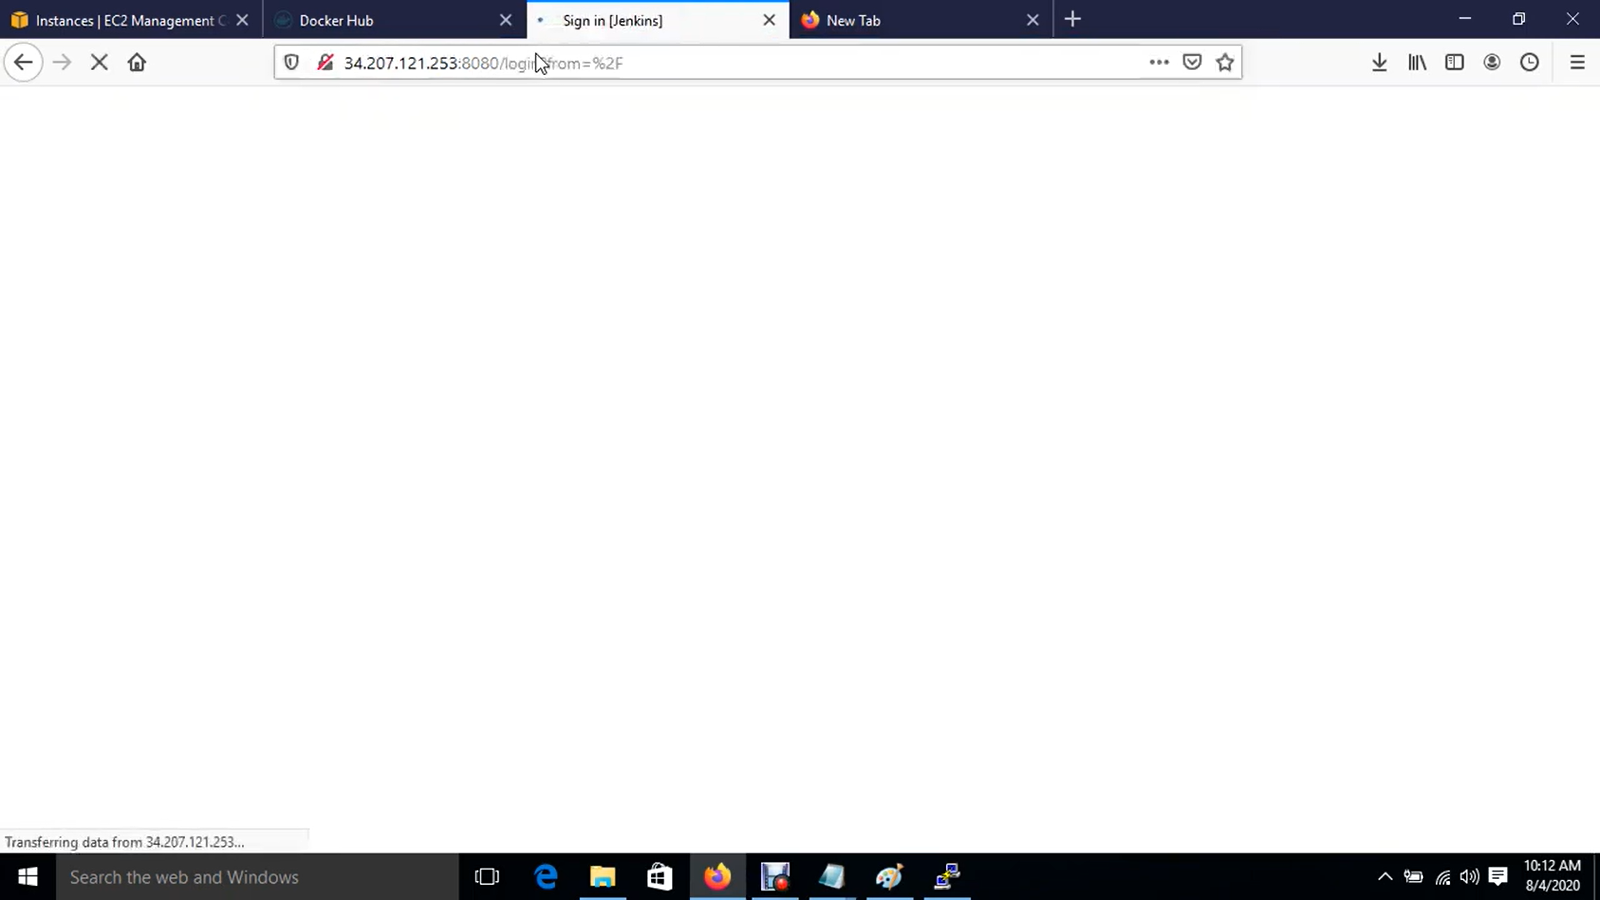 Instances | EC2 Management C
Docker Hub
Sign in [Jenkins]
New Tab
34.207.121.253:8080/login?from=%2F
Transferring data from 34.207.121.253...
Search the web and Windows
10:12 AM
8/4/2020